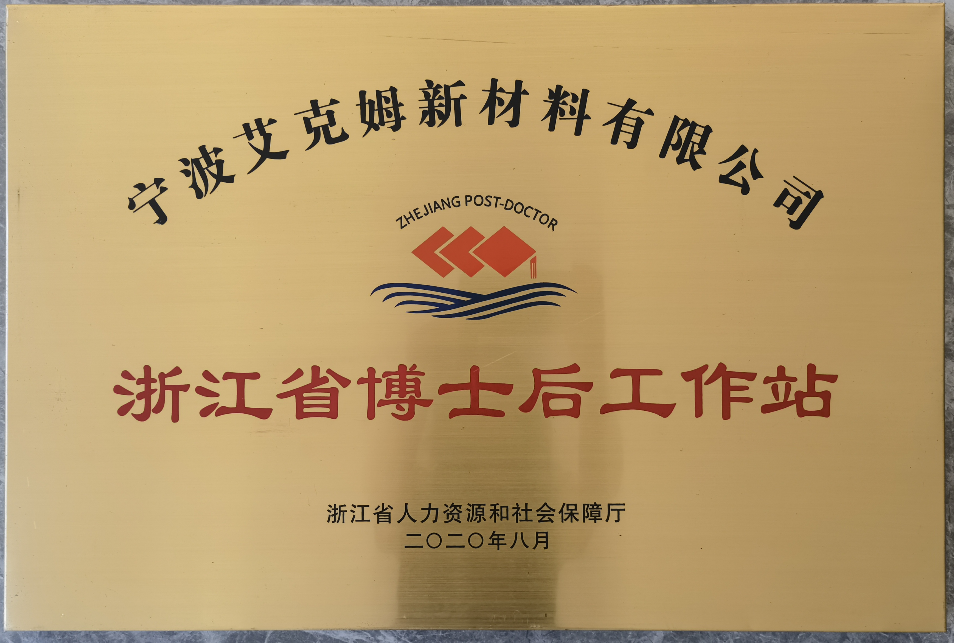 宁波艾克姆新材料有限公司
ZHEJIANG POST-DOCTOR
浙江省博士后工作站
浙江省人力资源和社会保障厅
二〇二〇年八月